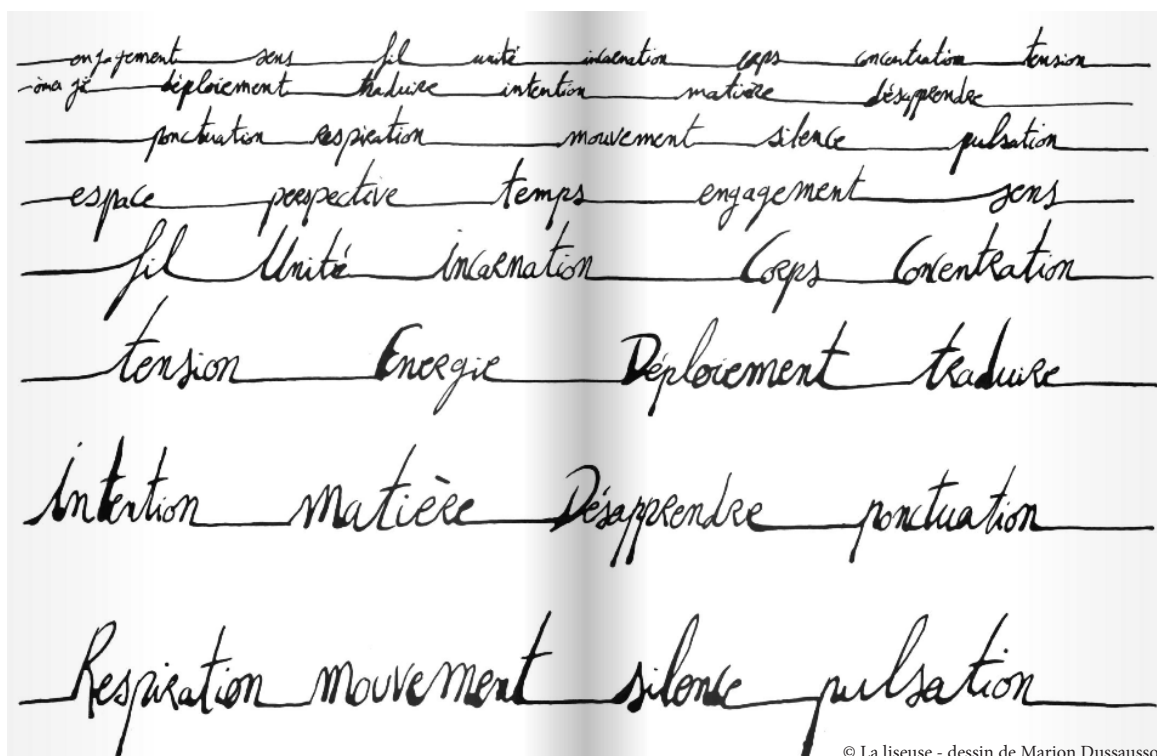 engagement sens fil unité incarnation corps concentration tension
déploiement traduire intention matière désapprendre
ponctuation respiration mouvement silence pulsation
espace perspective temps engagement sens
fil Unité incarnation Corps Concentration
tension Energie Déploiement traduire
intention matière Désapprendre ponctuation
Respiration mouvement silence pulsation
© La liseuse - dessin de Marion Dussausso